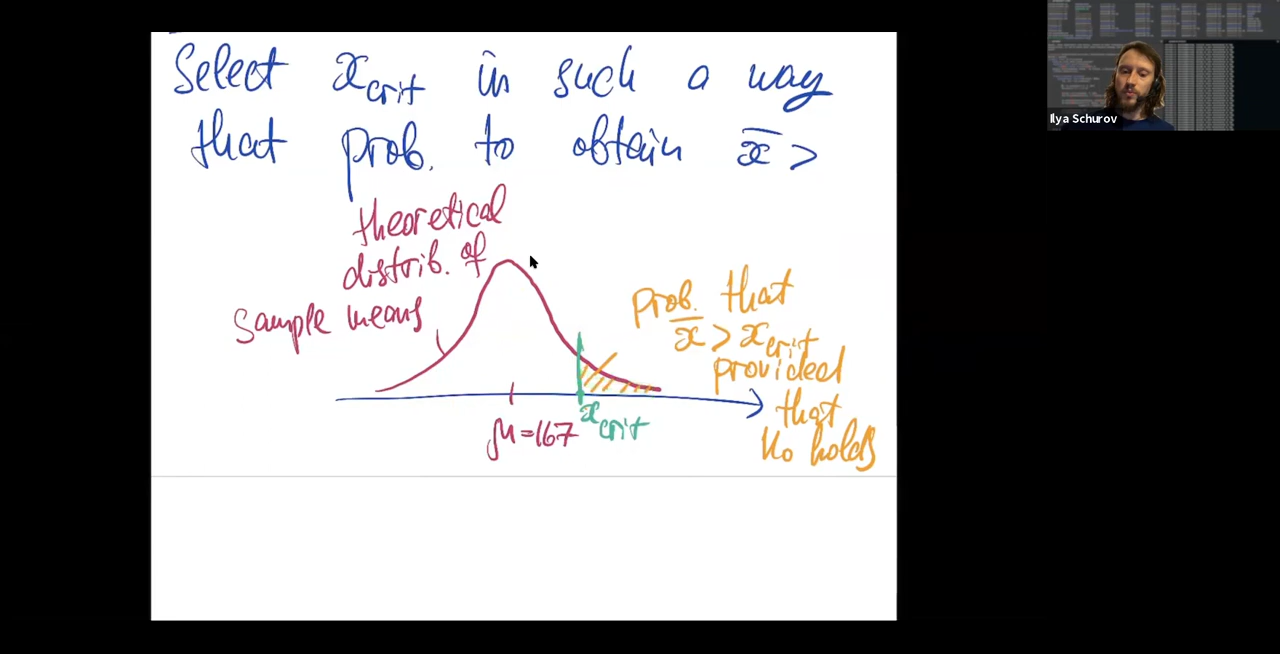 Select x_crit in such a way
that prob. to obtain x̄ >
theoretical
distrib. of
sample means
prob. that
x̄ > x_crit
provided
that
H₀ holds
μ=167
x_crit
Ilya Schurov